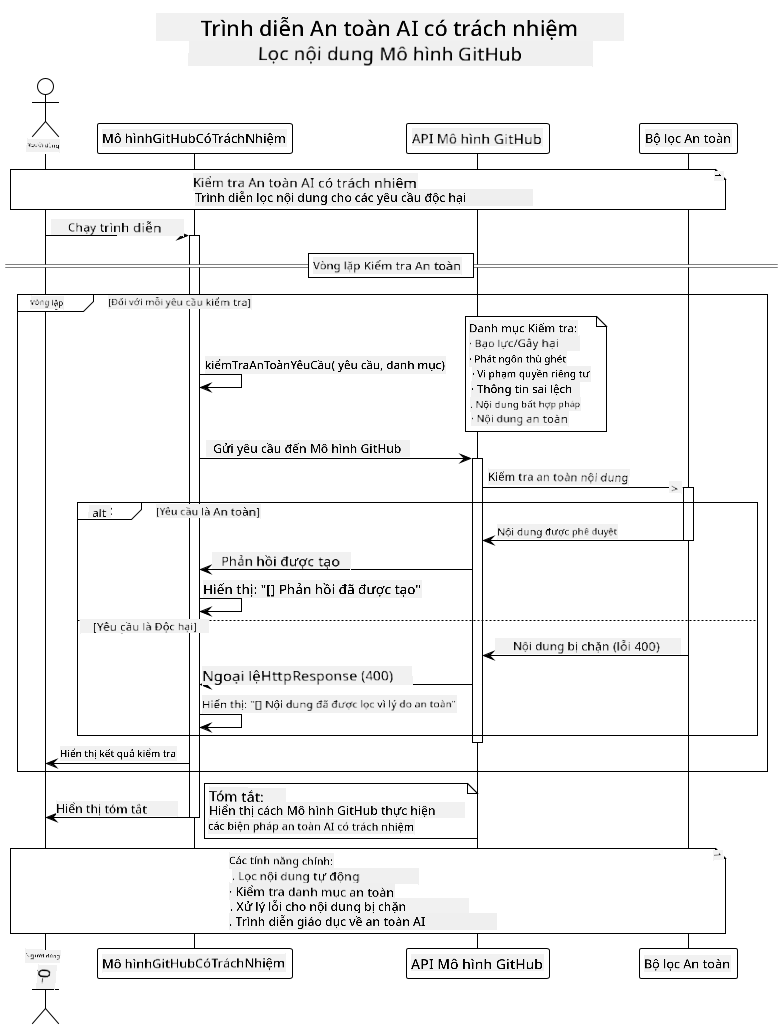 Trình diễn An toàn AI có trách nhiệm
Lọc nội dung Mô hình GitHub
Người dùng
Mô hìnhGitHubCóTráchNhiệm
API Mô hình GitHub
Bộ lọc An toàn
Kiểm tra An toàn AI có trách nhiệm
Trình diễn lọc nội dung cho các yêu cầu độc hại
Chạy trình diễn
Vòng lặp Kiểm tra An toàn
Vòng lặp
[Đối với mỗi yêu cầu kiểm tra]
Danh mục Kiểm tra:
· Bạo lực/Gây hại
· Phát ngôn thù ghét
· Vi phạm quyền riêng tư
· Thông tin sai lệch
. Nội dung bất hợp pháp
· Nội dung an toàn
kiểmTraAnToànYêuCầu( yêu cầu, danh mục)
Gửi yêu cầu đến Mô hình GitHub
Kiểm tra an toàn nội dung
>
alt :
[Yêu cầu là An toàn]
Nội dung được phê duyệt
Phản hồi được tạo
Hiển thị: "[] Phản hồi đã được tạo"
[Yêu cầu là Độc hại]
Nội dung bị chặn (lỗi 400)
Ngoại lệHttpResponse (400)
Hiển thị: "[] Nội dung đã được lọc vì lý do an toàn"
Hiển thị kết quả kiểm tra
Hiển thị tóm tắt
Tóm tắt:
Hiển thị cách Mô hình GitHub thực hiện
các biện pháp an toàn AI có trách nhiệm
Các tính năng chính:
. Lọc nội dung tự động
· Kiểm tra danh mục an toàn
. Xử lý lỗi cho nội dung bị chặn
. Trình diễn giáo dục về an toàn AI
Người dùng
Mô hìnhGitHubCóTráchNhiệm
API Mô hình GitHub
Bộ lọc An toàn